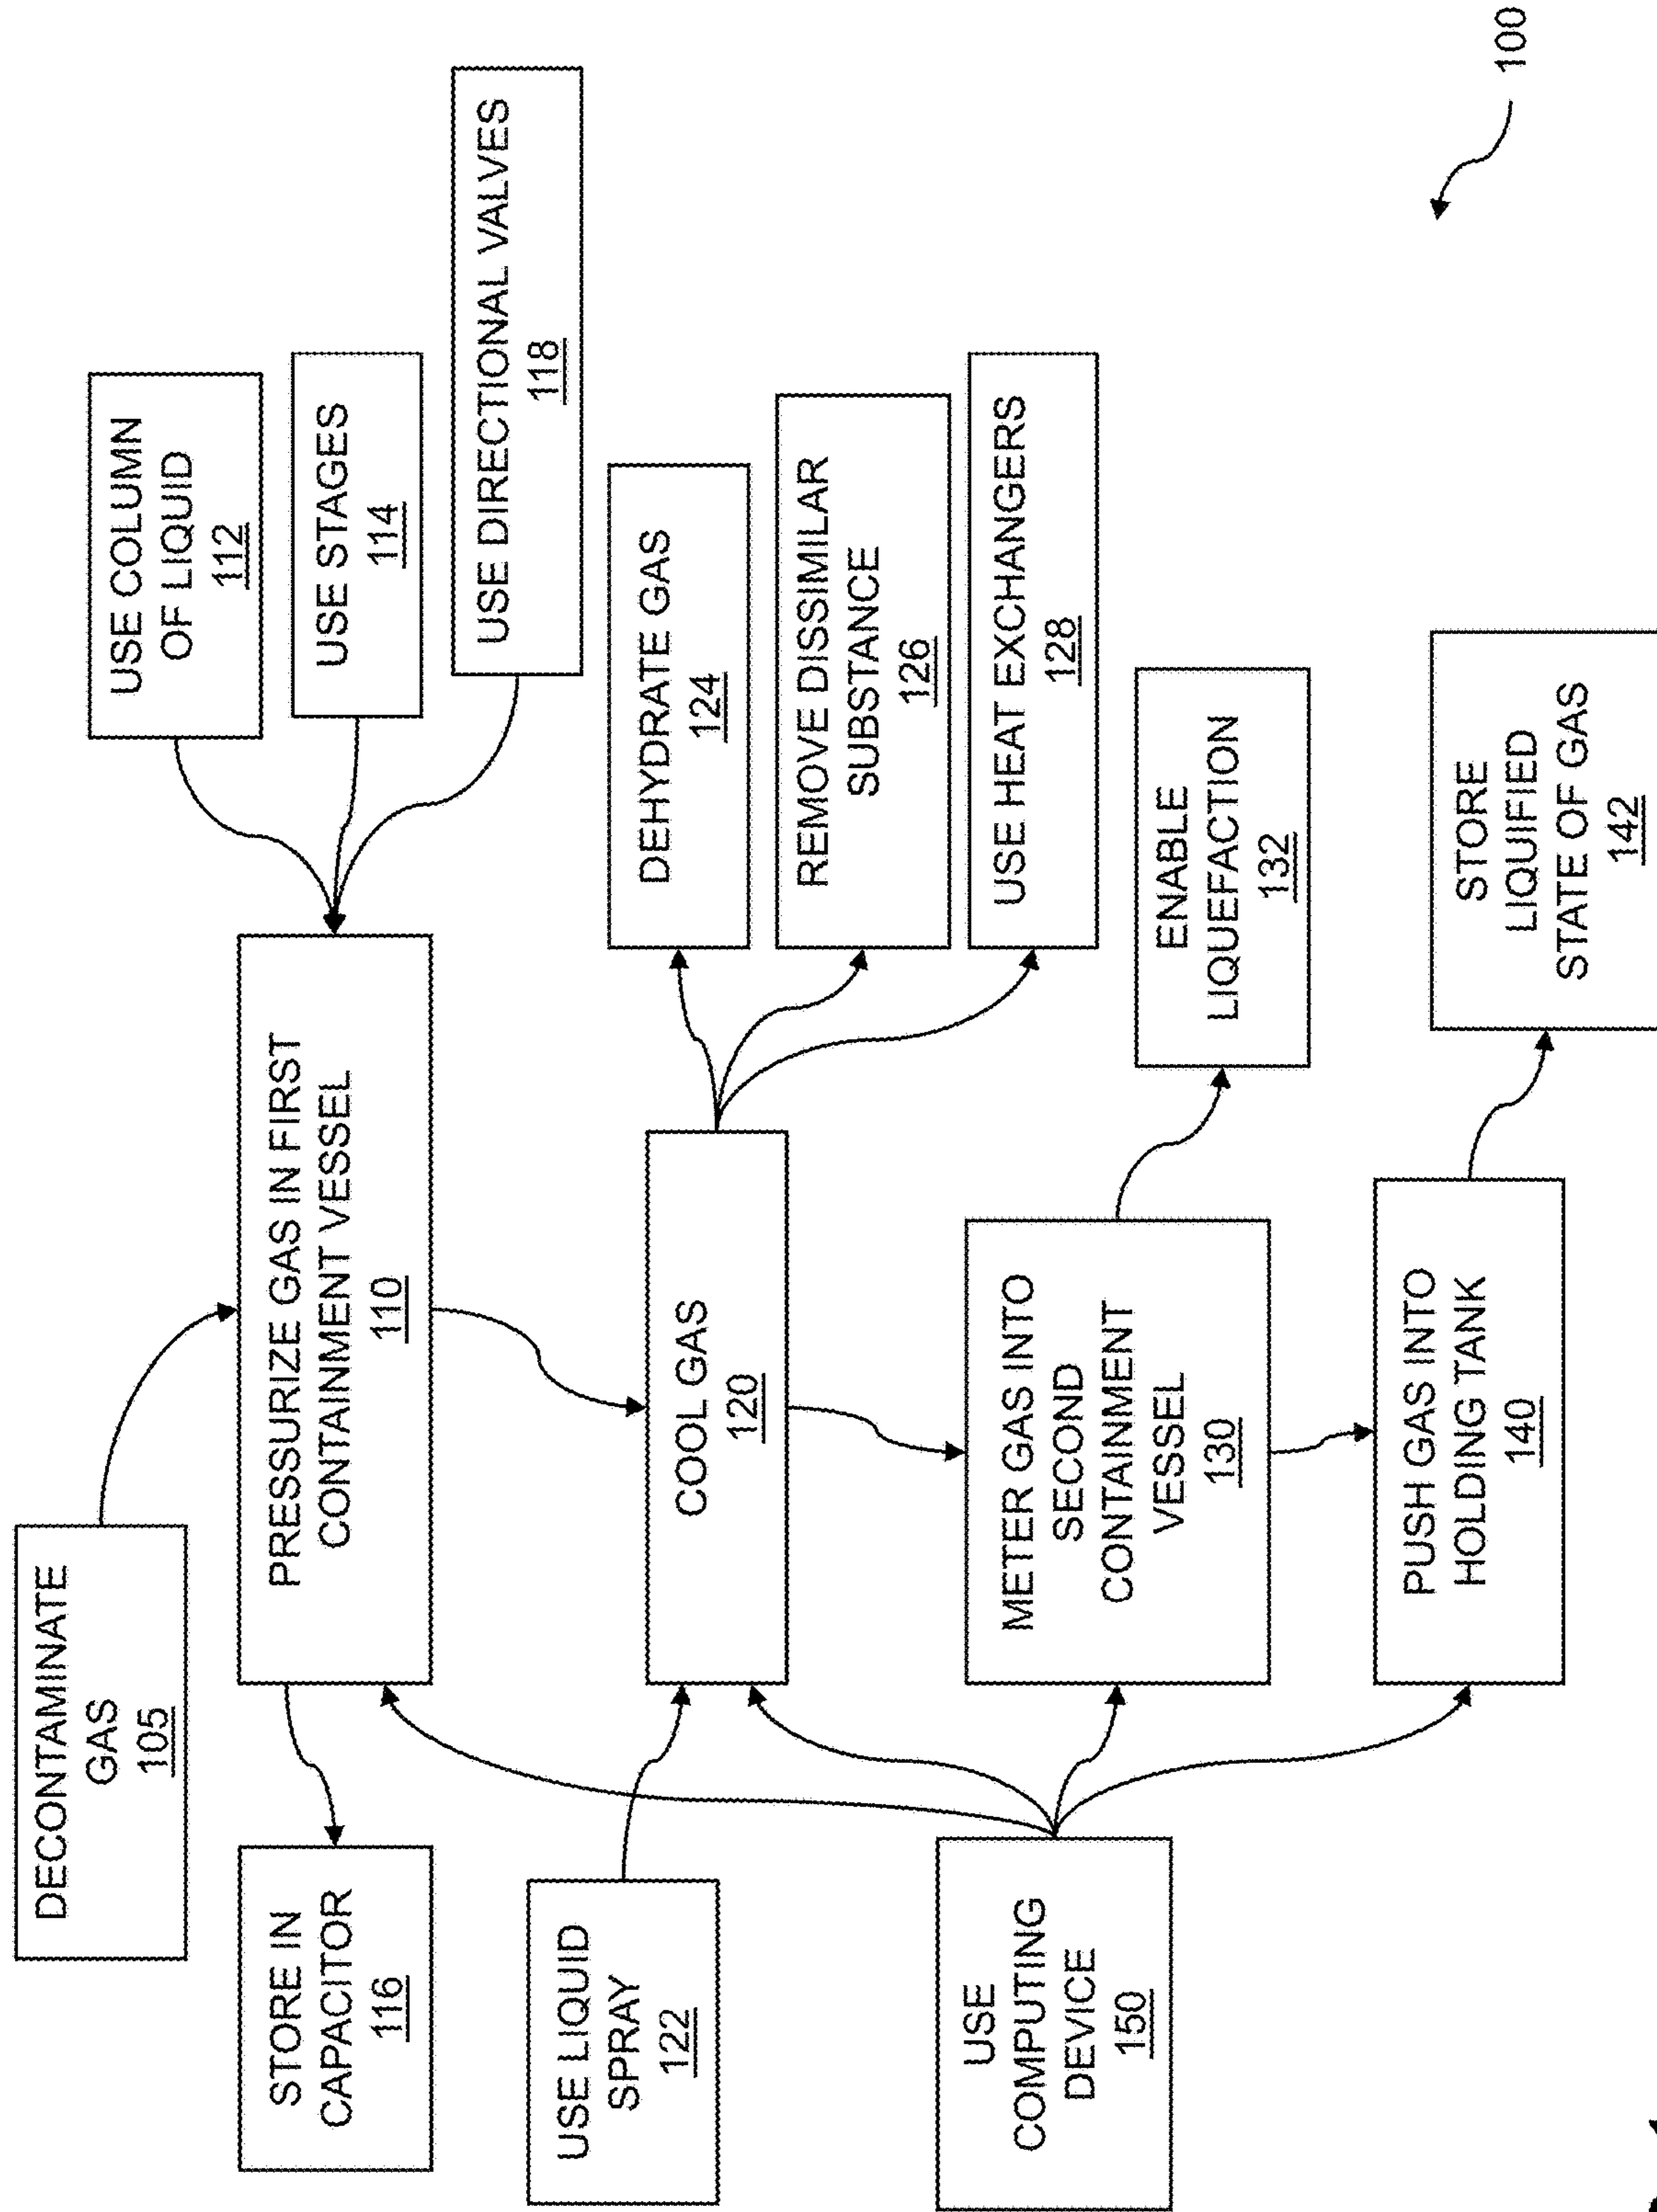 DECONTAMINATE
GAS
105
PRESSURIZE GAS IN FIRST
CONTAINMENT VESSEL
110
USE COLUMN
OF LIQUID
112
USE STAGES
114
USE DIRECTIONAL VALVES
118
STORE IN
CAPACITOR
116
USE LIQUID
SPRAY
122
COOL GAS
120
DEHYDRATE GAS
124
REMOVE DISSIMILAR
SUBSTANCE
126
USE HEAT EXCHANGERS
128
USE
COMPUTING
DEVICE
150
METER GAS INTO
SECOND
CONTAINMENT
VESSEL
130
ENABLE
LIQUEFACTION
132
PUSH GAS INTO
HOLDING TANK
140
STORE
LIQUIFIED
STATE OF GAS
142
100